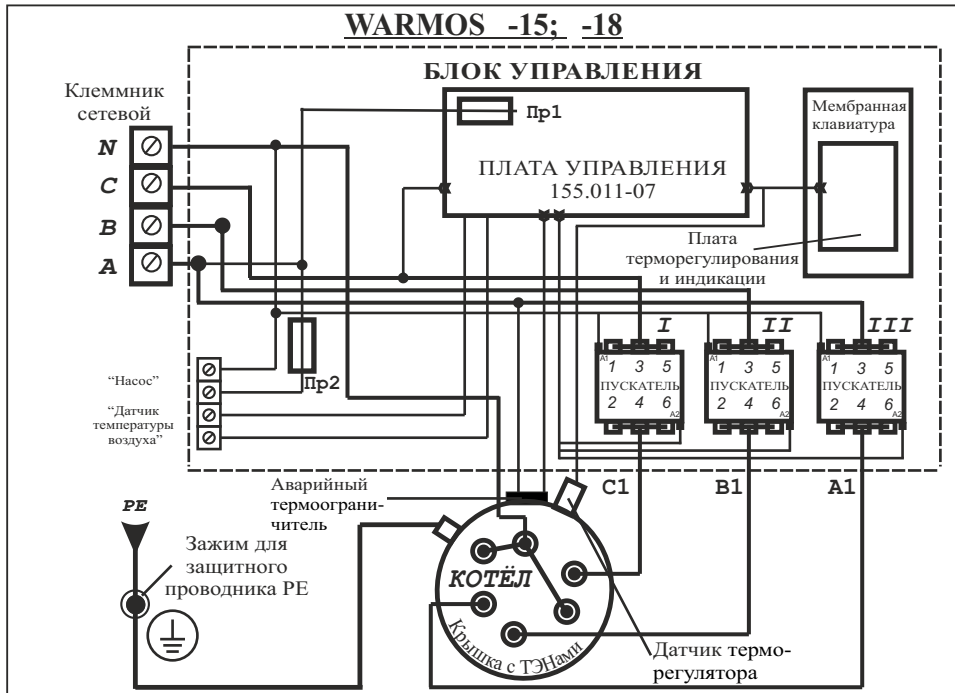 WARMOS -15; -18
БЛОК УПРАВЛЕНИЯ
Клеммник
сетевой
N
C
B
A
Пр1
ПЛАТА УПРАВЛЕНИЯ
155.011-07
Мембранная
клавиатура
Плата
терморегулирования
и индикации
I
II
III
A1
1 3 5
ПУСКАТЕЛЬ
2 4 6
A2
A1
1 3 5
ПУСКАТЕЛЬ
2 4 6
A2
A1
1 3 5
ПУСКАТЕЛЬ
2 4 6
A2
Пр2
“Насос”
“Датчик
температуры
воздуха”
Аварийный
термоограни-
читель
C1
B1
A1
PE
Зажим для
защитного
проводника PE
КОТЁЛ
Крышка с ТЭНами
Датчик термо-
регулятора